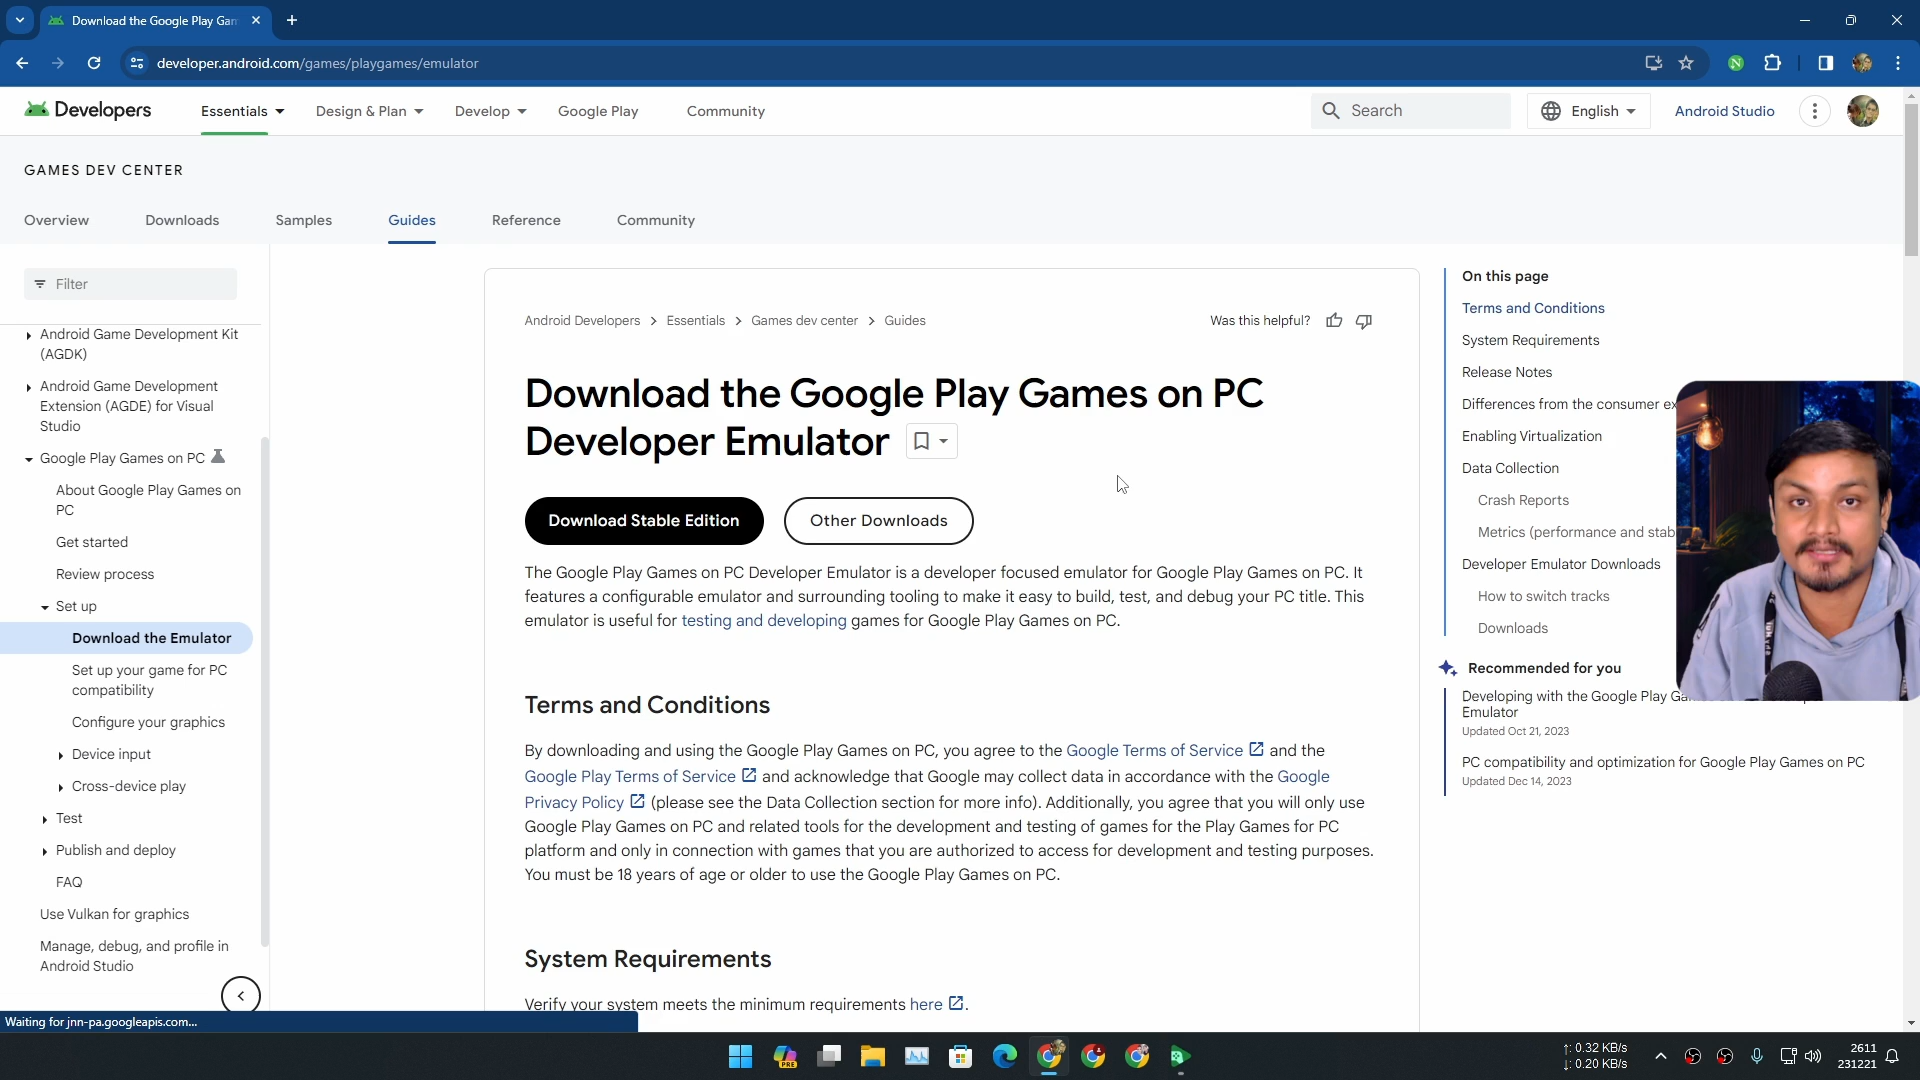 Download the Google Play Gam
developer.android.com/games/playgames/emulator
Developers
Essentials
Design & Plan
Develop
Google Play
Community
Search
English
Android Studio
GAMES DEV CENTER
Overview
Downloads
Samples
Guides
Reference
Community
Filter
Android Game Development Kit
(AGDK)
Android Game Development
Extension (AGDE) for Visual
Studio
Google Play Games on PC
About Google Play Games on
PC
Get started
Review process
Set up
Download the Emulator
Set up your game for PC
compatibility
Configure your graphics
Device input
Cross-device play
Test
Publish and deploy
FAQ
Use Vulkan for graphics
Manage, debug, and profile in
Android Studio
Waiting for jnn-pa.googleapis.com...
Android Developers > Essentials > Games dev center > Guides
Was this helpful?
Download the Google Play Games on PC
Developer Emulator
Download Stable Edition
Other Downloads
The Google Play Games on PC Developer Emulator is a developer focused emulator for Google Play Games on PC. It
features a configurable emulator and surrounding tooling to make it easy to build, test, and debug your PC title. This
emulator is useful for testing and developing games for Google Play Games on PC.
Terms and Conditions
By downloading and using the Google Play Games on PC, you agree to the Google Terms of Service and the
Google Play Terms of Service and acknowledge that Google may collect data in accordance with the Google
Privacy Policy (please see the Data Collection section for more info). Additionally, you agree that you will only use
Google Play Games on PC and related tools for the development and testing of games for the Play Games for PC
platform and only in connection with games that you are authorized to access for development and testing purposes.
You must be 18 years of age or older to use the Google Play Games on PC.
System Requirements
Verify your system meets the minimum requirements here .
On this page
Terms and Conditions
System Requirements
Release Notes
Differences from the consumer ex
Enabling Virtualization
Data Collection
Crash Reports
Metrics (performance and stab
Developer Emulator Downloads
How to switch tracks
Downloads
Recommended for you
Developing with the Google Play Ga
Emulator
Updated Oct 21, 2023
PC compatibility and optimization for Google Play Games on PC
Updated Dec 14, 2023
PRE
↑: 0.32 KB/s
↓: 0.20 KB/s
2611
231221